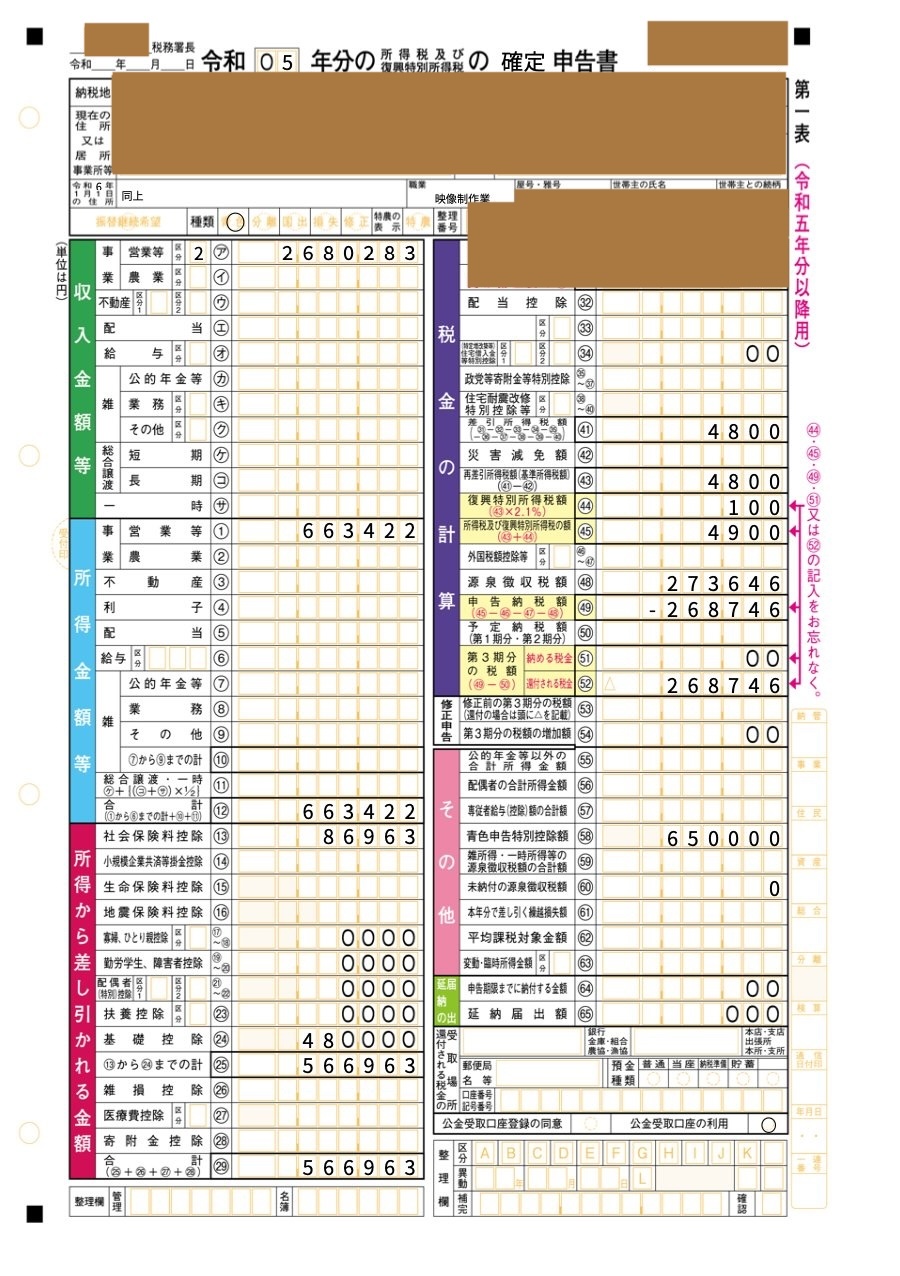 税務署長
令和__年__月__日
令和 05 年分の 所得税及び復興特別所得税 の 確定 申告書
第一表
(令和五年分以降用)
納税地
現在の住所
又は
居所
事業所等
令和6年1月1日の住所
同上
職業
映像制作業
屋号・雅号
世帯主の氏名
世帯主との続柄
振替継続希望
種類
分離
国出
損失
修正
特農の表示
特農
整理番号
(単位は円)
収入金額等
事業 営業等 区分 2 ㋐ 2680283
農業 区分 ㋑
不動産 区分1 区分2 ㋒
配当 ㋓
給与 区分 ㋔
雑 公的年金等 ㋕
業務 区分 ㋖
その他 区分 ㋗
総合譲渡 短期 ㋘
長期 ㋙
一時 ㋚
所得金額等
事業 営業等 ① 663422
農業 ②
不動産 ③
利子 ④
配当 ⑤
給与 区分 ⑥
雑 公的年金等 ⑦
業務 ⑧
その他 ⑨
⑦から⑨までの計 ⑩
総合譲渡・一時 ㋘+{(㋙+㋚)×½} ⑪
合計 (①から⑥までの計+⑩+⑪) ⑫ 663422
所得から差し引かれる金額
社会保険料控除 ⑬ 86963
小規模企業共済等掛金控除 ⑭
生命保険料控除 ⑮
地震保険料控除 ⑯
寡婦、ひとり親控除 区分 ⑰~⑱ 0000
勤労学生、障害者控除 ⑲~⑳ 0000
配偶者(特別)控除 区分1 区分2 ㉑~㉒ 0000
扶養控除 区分 ㉓ 0000
基礎控除 ㉔ 480000
⑬から㉔までの計 ㉕ 566963
雑損控除 ㉖
医療費控除 区分 ㉗
寄附金控除 ㉘
合計 (㉕+㉖+㉗+㉘) ㉙ 566963
整理欄 管理 名簿
税金の計算
配当控除 ㉜
区分 ㉝
(特定増改築等)住宅借入金等特別控除 区分1 区分2 ㉞ 00
政党等寄附金等特別控除 ㉟~㊲
住宅耐震改修特別控除等 区分 ㊳~㊵
差引所得税額 (㉛-㉜-㉝-㉞-㉟-㊱-㊲-㊳-㊴-㊵) ㊶ 4800
災害減免額 ㊷
再差引所得税額(基準所得税額) (㊶-㊷) ㊸ 4800
復興特別所得税額 (㊸×2.1%) ㊹ 100
所得税及び復興特別所得税の額 (㊸+㊹) ㊺ 4900
外国税額控除等 区分 ㊻~㊼
源泉徴収税額 ㊽ 273646
申告納税額 (㊺-㊻-㊼-㊽) ㊾ -268746
予定納税額 (第1期分・第2期分) ㊿
第3期分の税額 (㊾-㊿) 納める税金 51 00
還付される税金 52 △ 268746
修正申告
修正前の第3期分の税額 (還付の場合は頭に△を記載) 53
第3期分の税額の増加額 54 00
その他
公的年金等以外の合計所得金額 55
配偶者の合計所得金額 56
専従者給与(控除)額の合計額 57
青色申告特別控除額 58 650000
雑所得・一時所得等の源泉徴収税額の合計額 59
未納付の源泉徴収税額 60 0
本年分で差し引く繰越損失額 61
平均課税対象金額 62
変動・臨時所得金額 区分 63
延納の届出
申告期限までに納付する金額 64 00
延納届出額 65 000
還付される税金の受取場所
銀行 金庫・組合 農協・漁協
本店・支店 出張所 本所・支所
郵便局名等
預金種類 普通 当座 納税準備 貯蓄
口座番号 記号番号
公金受取口座登録の同意
公金受取口座の利用 ○
整理欄 区分 A B C D E F G H I J K
異動 年 月 日 L
補完 確認
㊹・㊺・㊾・51又は52の記入をお忘れなく。
受付印
納管
事業
住民
資産
総合
分離
検算
通信日付印
年月日
一連番号